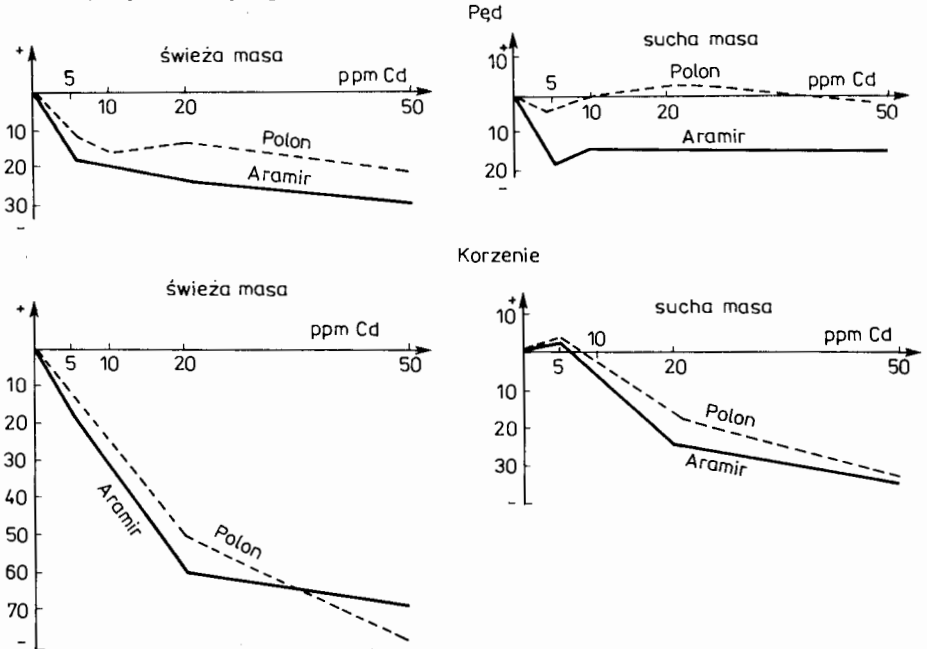 Pęd
+
świeża masa
ppm Cd
5
10
20
50
10
20
30
-
Polon
Aramir
+
10
sucha masa
Polon
ppm Cd
5
10
20
50
10
20
-
Aramir
Korzenie
+
świeża masa
ppm Cd
5
10
20
50
10
20
30
40
50
60
70
-
Aramir
Polon
+
10
sucha masa
ppm Cd
10
5
20
50
10
20
30
-
Polon
Aramir